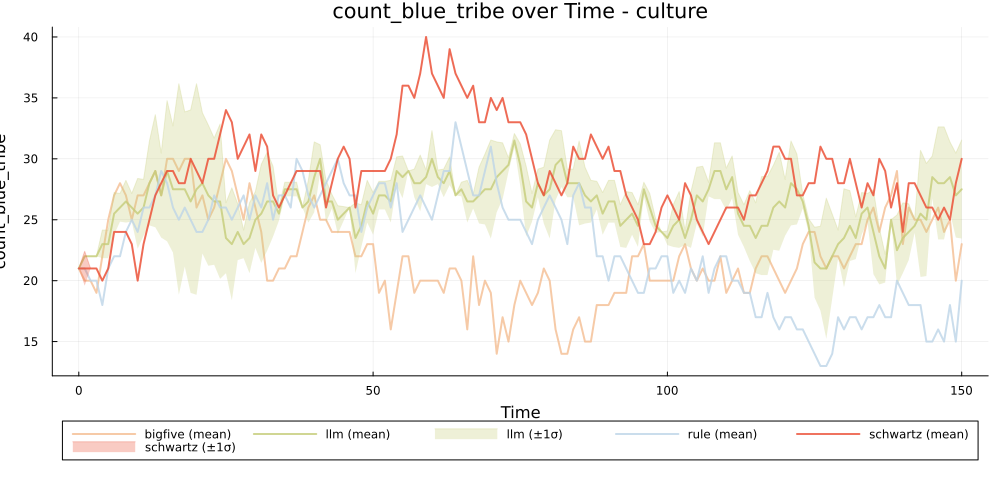 count_blue_tribe over Time - culture
count_blue_tribe
40
35
30
25
20
15
0 50 100 150
Time
bigfive (mean) llm (mean) llm (±1σ) rule (mean) schwartz (mean)
schwartz (±1σ)